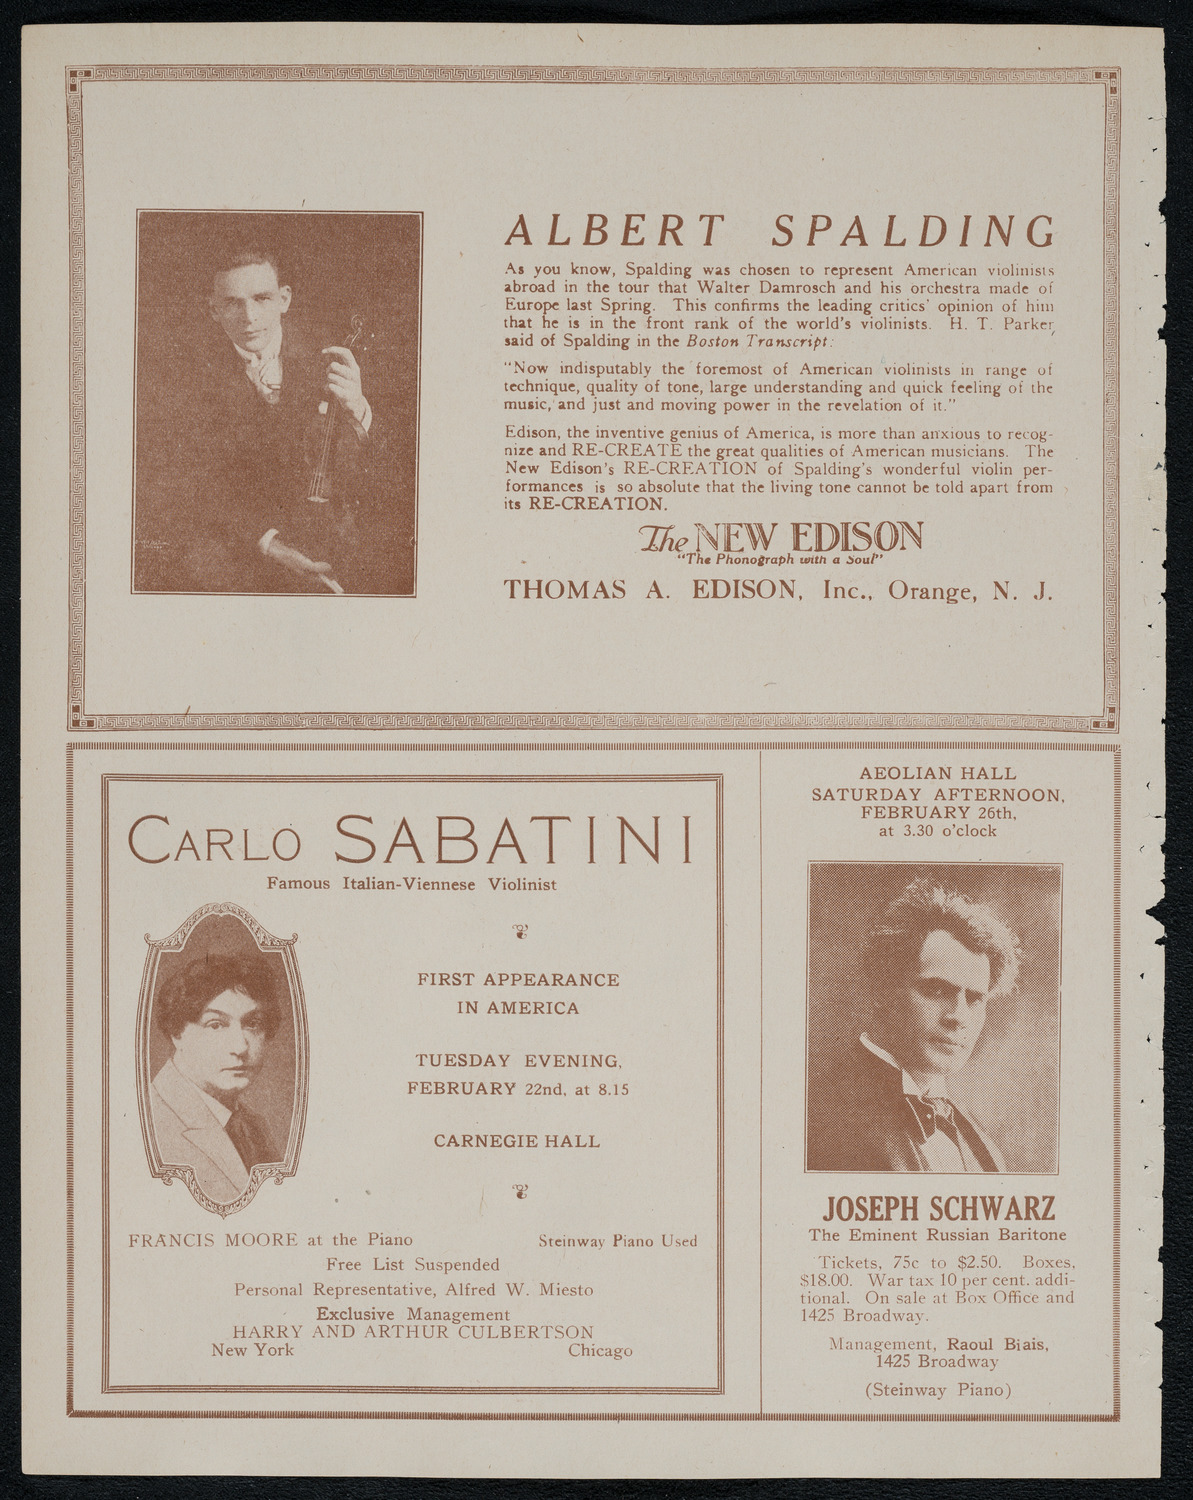 ALBERT SPALDING
As you know, Spalding was chosen to represent American violinists
abroad in the tour that Walter Damrosch and his orchestra made of
Europe last Spring. This confirms the leading critics' opinion of him
that he is in the front rank of the world's violinists. H. T. Parker,
said of Spalding in the Boston Transcript:
"Now indisputably the foremost of American violinists in range of
technique, quality of tone, large understanding and quick feeling of the
music, and just and moving power in the revelation of it."
Edison, the inventive genius of America, is more than anxious to recog-
nize and RE-CREATE the great qualities of American musicians. The
New Edison's RE-CREATION of Spalding's wonderful violin per-
formances is so absolute that the living tone cannot be told apart from
its RE-CREATION.
The NEW EDISON
"The Phonograph with a Soul"
THOMAS A. EDISON, Inc., Orange, N. J.
CARLO SABATINI
Famous Italian-Viennese Violinist
FIRST APPEARANCE
IN AMERICA
TUESDAY EVENING,
FEBRUARY 22nd, at 8.15
CARNEGIE HALL
FRANCIS MOORE at the Piano Steinway Piano Used
Free List Suspended
Personal Representative, Alfred W. Miesto
Exclusive Management
HARRY AND ARTHUR CULBERTSON
New York Chicago
AEOLIAN HALL
SATURDAY AFTERNOON,
FEBRUARY 26th,
at 3.30 o'clock
JOSEPH SCHWARZ
The Eminent Russian Baritone
Tickets, 75c to $2.50. Boxes,
$18.00. War tax 10 per cent. addi-
tional. On sale at Box Office and
1425 Broadway.
Management, Raoul Biais,
1425 Broadway
(Steinway Piano)